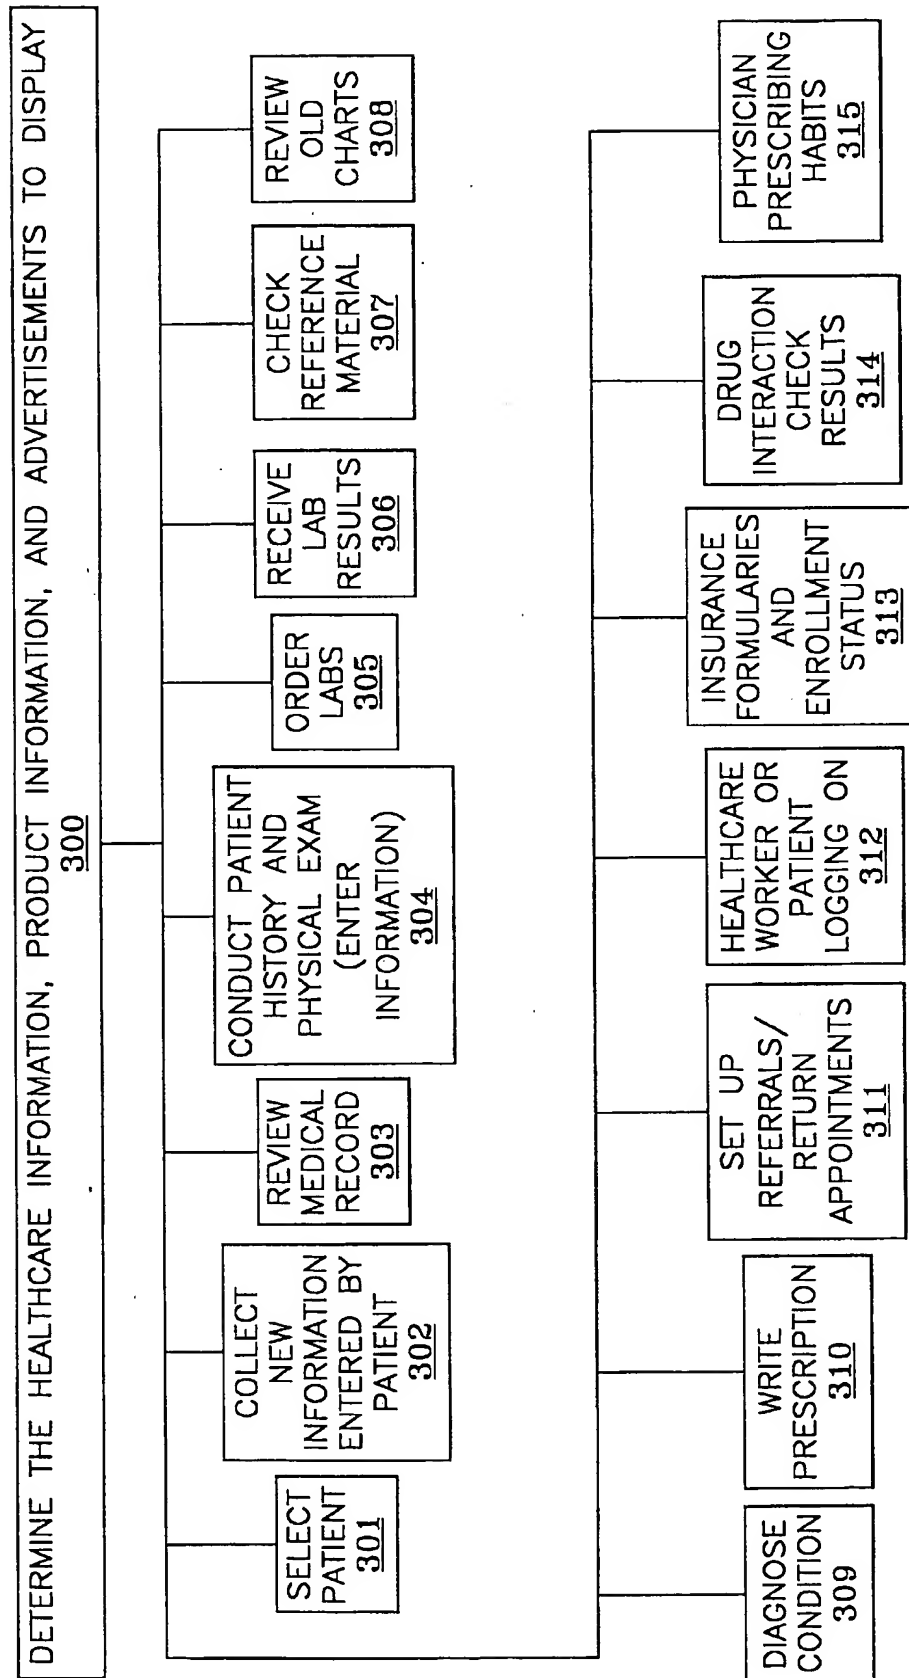 DETERMINE THE HEALTHCARE INFORMATION, PRODUCT INFORMATION, AND ADVERTISEMENTS TO DISPLAY
300
SELECT
PATIENT
301
COLLECT
NEW
INFORMATION
ENTERED BY
PATIENT
302
REVIEW
MEDICAL
RECORD
303
CONDUCT PATIENT
HISTORY AND
PHYSICAL EXAM
(ENTER
INFORMATION)
304
ORDER
LABS
305
RECEIVE
LAB
RESULTS
306
CHECK
REFERENCE
MATERIAL
307
REVIEW
OLD
CHARTS
308
DIAGNOSE
CONDITION
309
WRITE
PRESCRIPTION
310
SET UP
REFERRALS/
RETURN
APPOINTMENTS
311
HEALTHCARE
WORKER OR
PATIENT
LOGGING ON
312
INSURANCE
FORMULARIES
AND
ENROLLMENT
STATUS
313
DRUG
INTERACTION
CHECK
RESULTS
314
PHYSICIAN
PRESCRIBING
HABITS
315